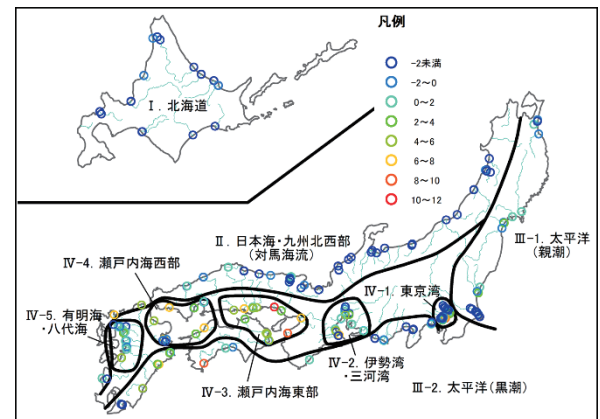 凡例
-2未満
-2～0
0～2
2～4
4～6
6～8
8～10
10～12
Ⅰ．北海道
Ⅱ．日本海・九州北西部
(対馬海流)
Ⅲ-1．太平洋
(親潮)
Ⅳ-4．瀬戸内海西部
Ⅳ-1．東京湾
Ⅳ-5．有明海
・八代海
Ⅳ-2．伊勢湾
・三河湾
Ⅳ-3．瀬戸内海東部
Ⅲ-2．太平洋(黒潮)